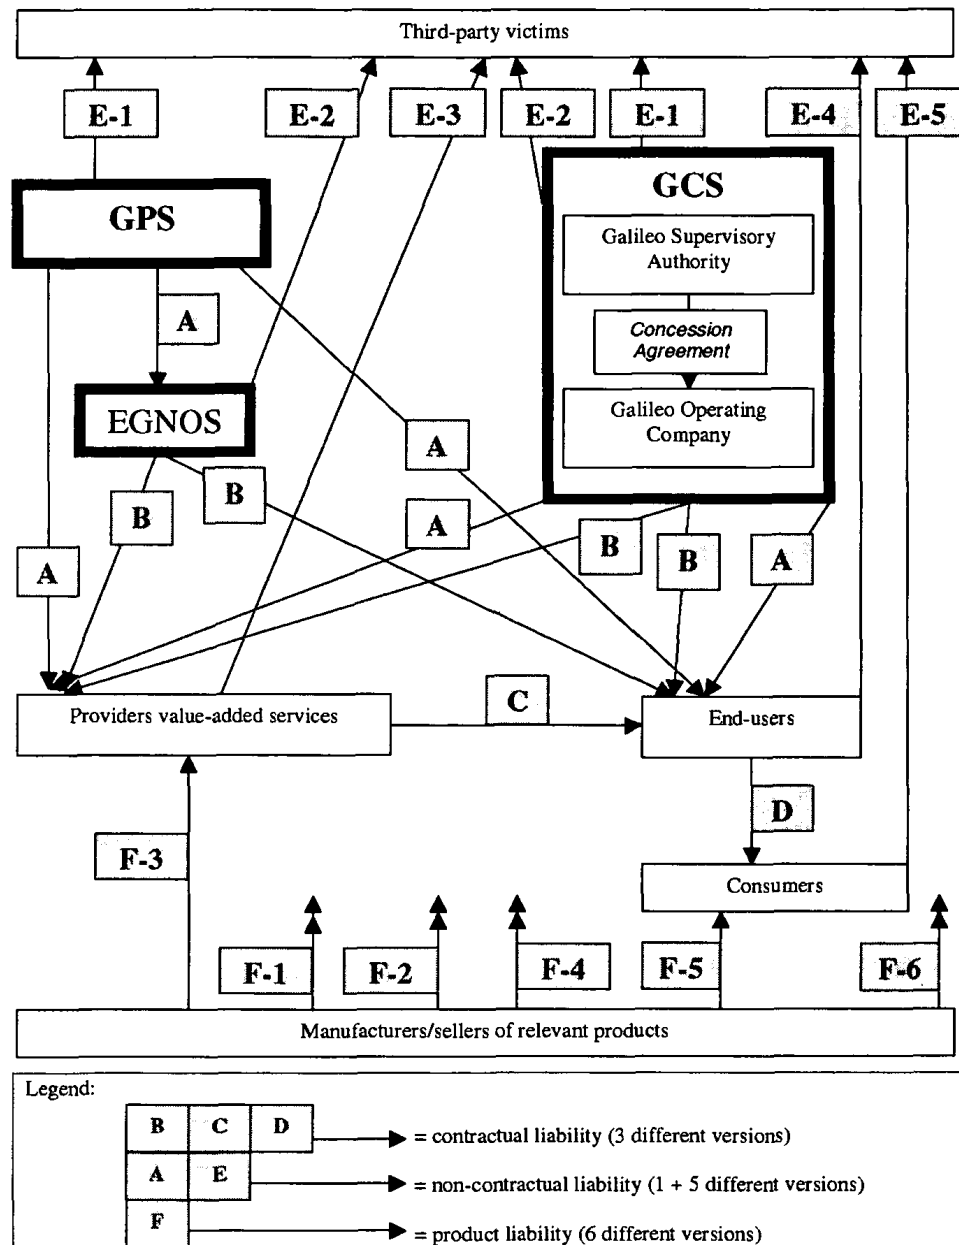 Third-party victims
E-1
E-2
E-3
E-2
E-1
E-4
E-5
GPS
GCS
Galileo Supervisory
Authority
A
Concession
Agreement
EGNOS
Galileo Operating
Company
A
B
B
A
B
B
A
A
Providers value-added services
C
End-users
D
F-3
Consumers
F-1
F-2
F-4
F-5
F-6
Manufacturers/sellers of relevant products
Legend:
B C D = contractual liability (3 different versions)
A E = non-contractual liability (1 + 5 different versions)
F = product liability (6 different versions)